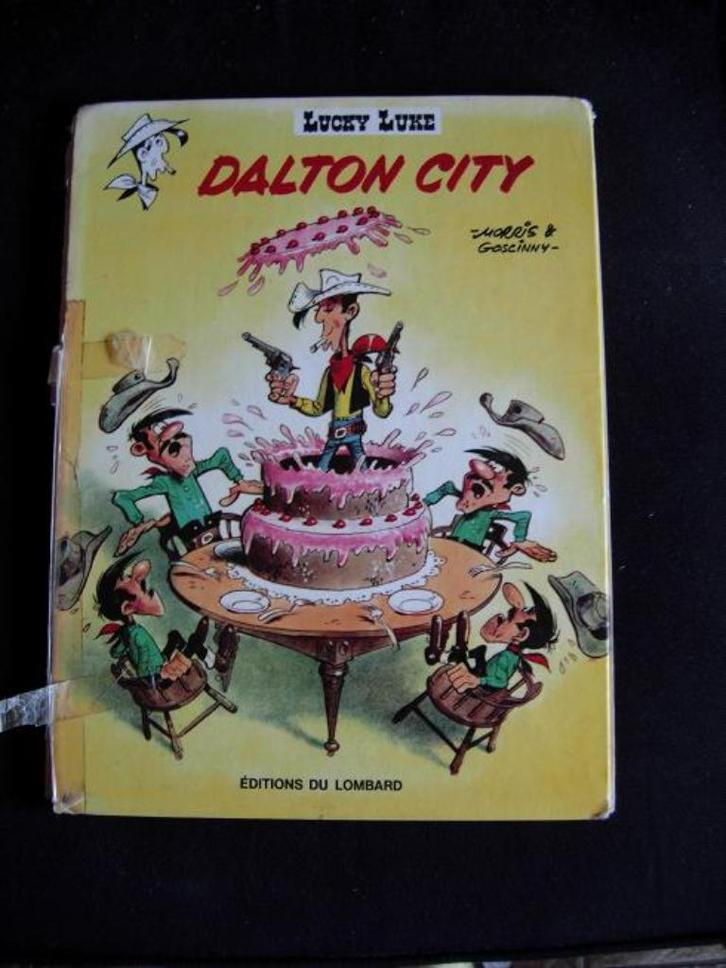 LUCKY LUKE
DALTON CITY
-MORRIS &
GOSCINNY-
ÉDITIONS DU LOMBARD